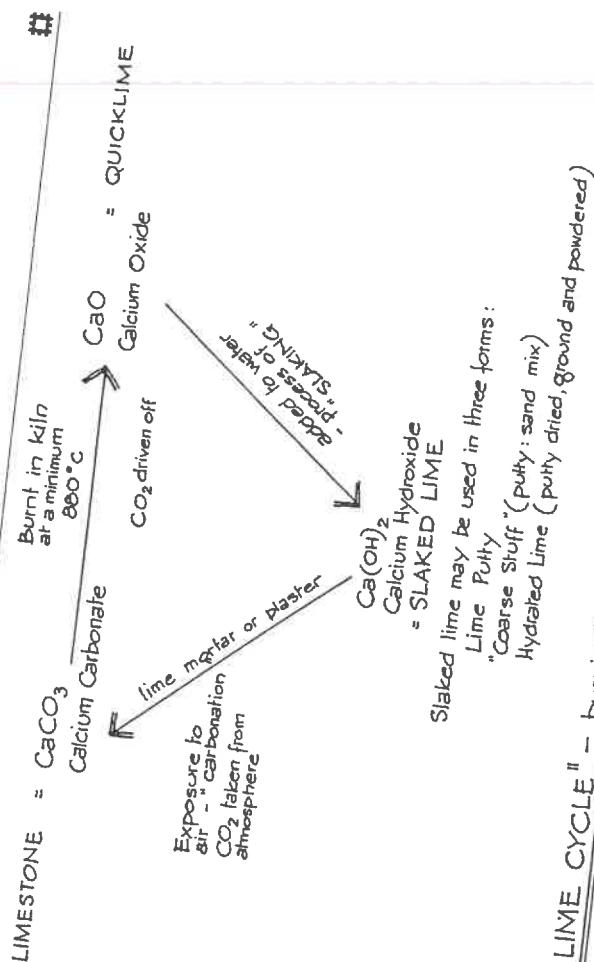 LIMESTONE = CaCO3
Calcium Carbonate
Burnt in kiln
at a minimum
880°C
CO2 driven off
CaO = QUICKLIME
Calcium Oxide
added to water
- process of
"SLAKING"
Ca(OH)2
Calcium Hydroxide
= SLAKED LIME
lime mortar or plaster
Exposure to
air - "carbonation
CO2 taken from
atmosphere
Slaked lime may be used in three forms:
Lime Putty
"Coarse Stuff" (putty: sand mix)
Hydrated Lime (putty dried, ground and powdered)
LIME CYCLE" -